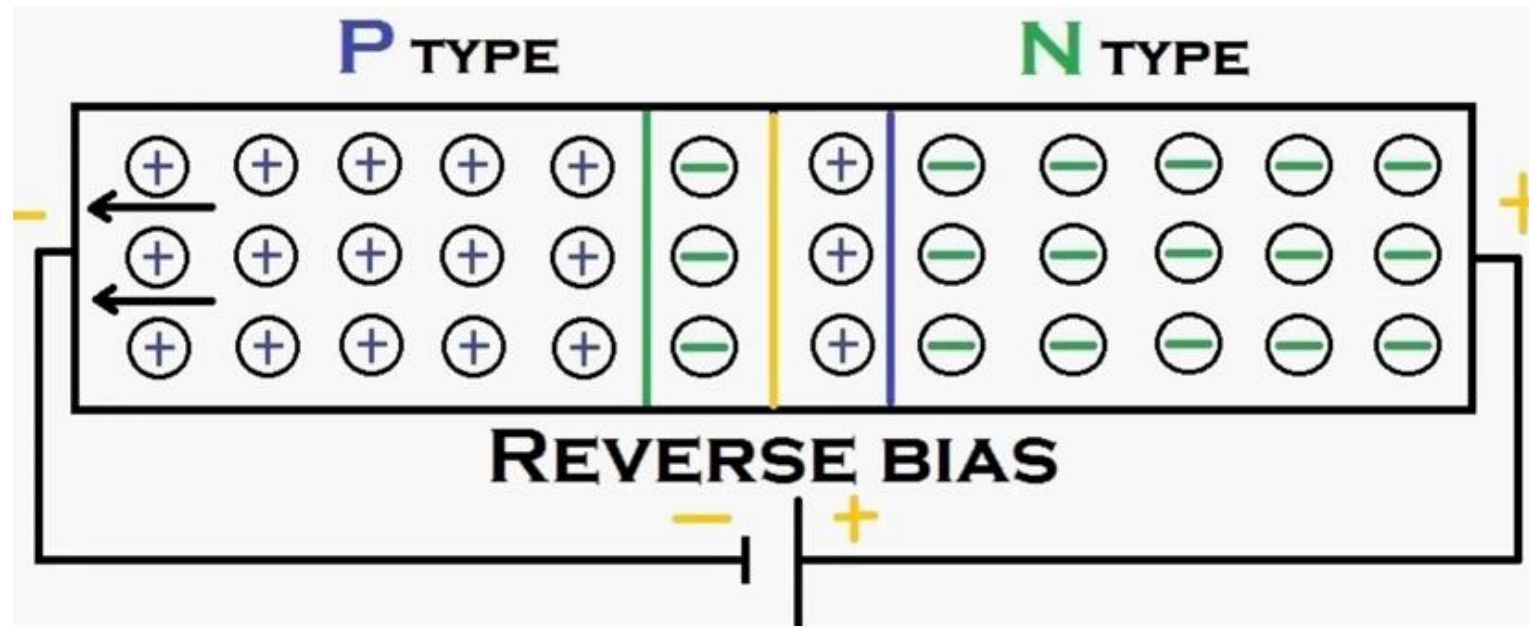 P TYPE
N TYPE
REVERSE BIAS
− +